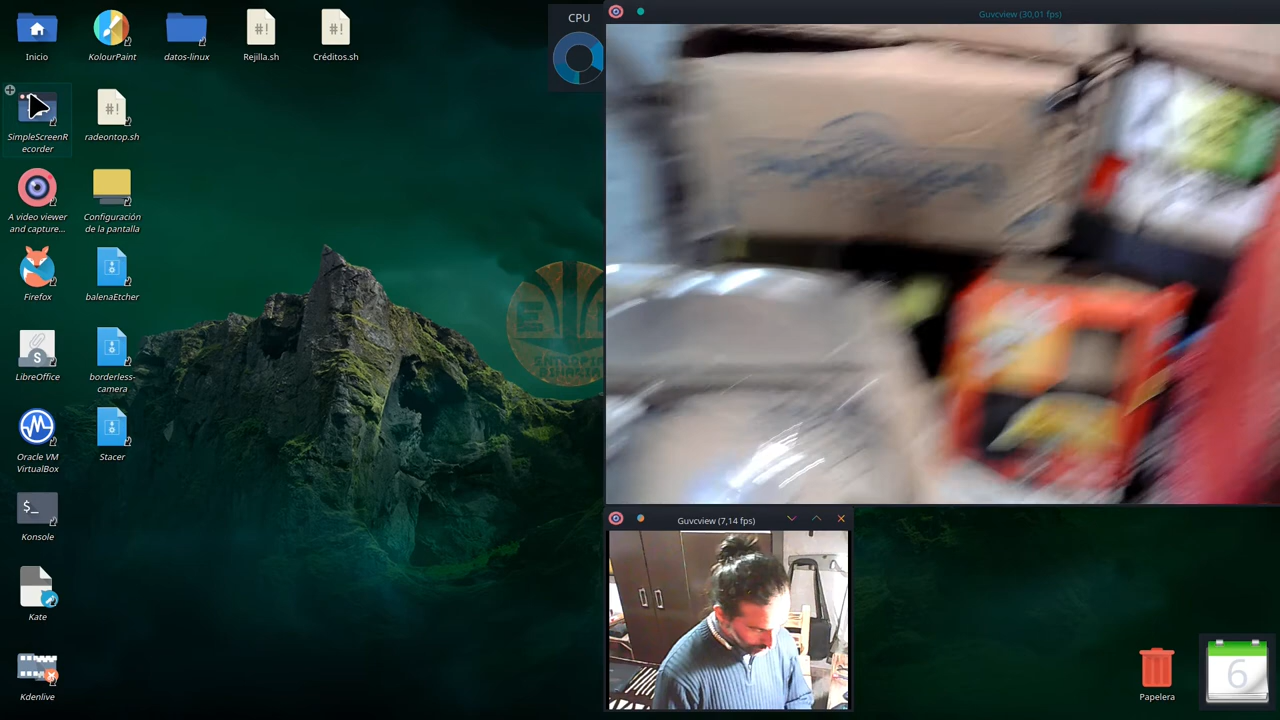 Inicio
KolourPaint
datos-linux
Rejilla.sh
Créditos.sh
CPU
Guvcview (30,01 fps)
SimpleScreenR
ecorder
radeontop.sh
A video viewer
and capture...
Configuración
de la pantalla
Firefox
balenaEtcher
LibreOffice
borderless-
camera
Oracle VM
VirtualBox
Stacer
Konsole
Guvcview (7,14 fps)
Kate
Kdenlive
Papelera
6